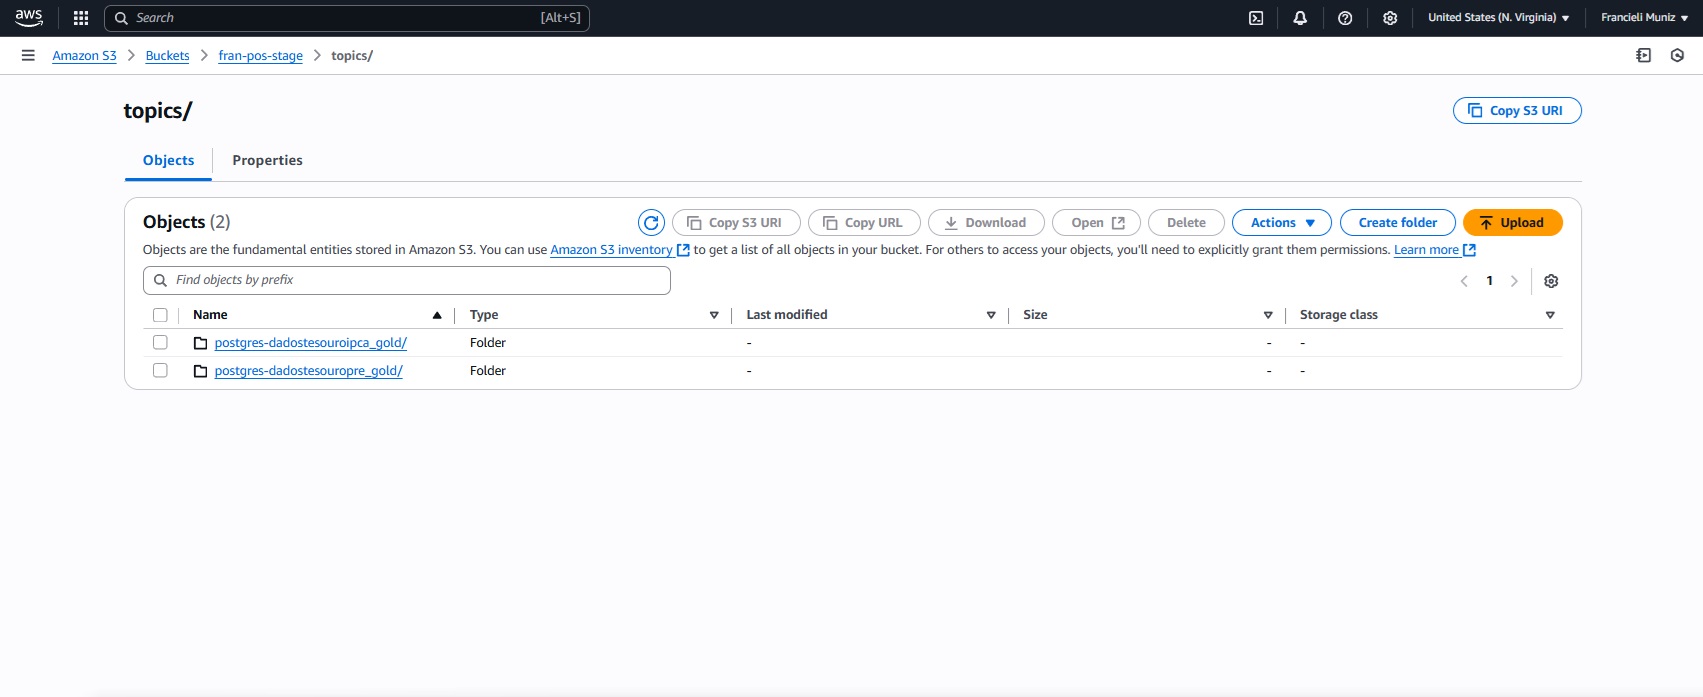 aws Search [Alt+S] United States (N. Virginia) Francieli Muniz
Amazon S3 Buckets fran-pos-stage topics/
topics/
Copy S3 URI
Objects Properties
Objects (2) Copy S3 URI Copy URL Download Open Delete Actions Create folder Upload
Objects are the fundamental entities stored in Amazon S3. You can use Amazon S3 inventory to get a list of all objects in your bucket. For others to access your objects, you'll need to explicitly grant them permissions. Learn more
Find objects by prefix 1
Name Type Last modified Size Storage class
postgres-dadostesouroipca_gold/ Folder - - -
postgres-dadostesouropre_gold/ Folder - - -